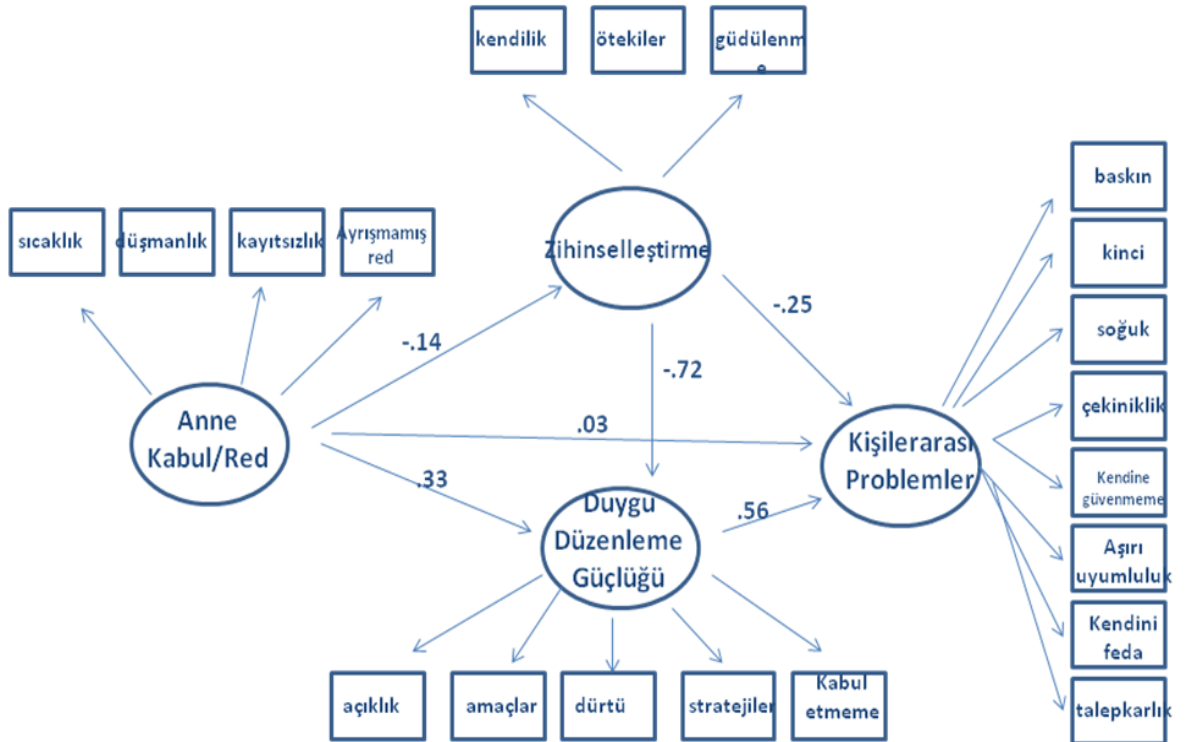 kendilik
ötekiler
güdülenm
e
baskın
kinci
soğuk
çekiniklik
Kendine
güvenmeme
Aşırı
uyumluluk
Kendini
feda
talepkarlık
sıcaklık
düşmanlık
kayıtsızlık
Ayrışmamış
red
Zihinselleştirme
-.14
-.25
-.72
.03
.33
.56
Anne
Kabul/Red
Kişilerarası
Problemler
Duygu
Düzenleme
Güçlüğü
açıklık
amaçlar
dürtü
stratejiler
Kabul
etmeme